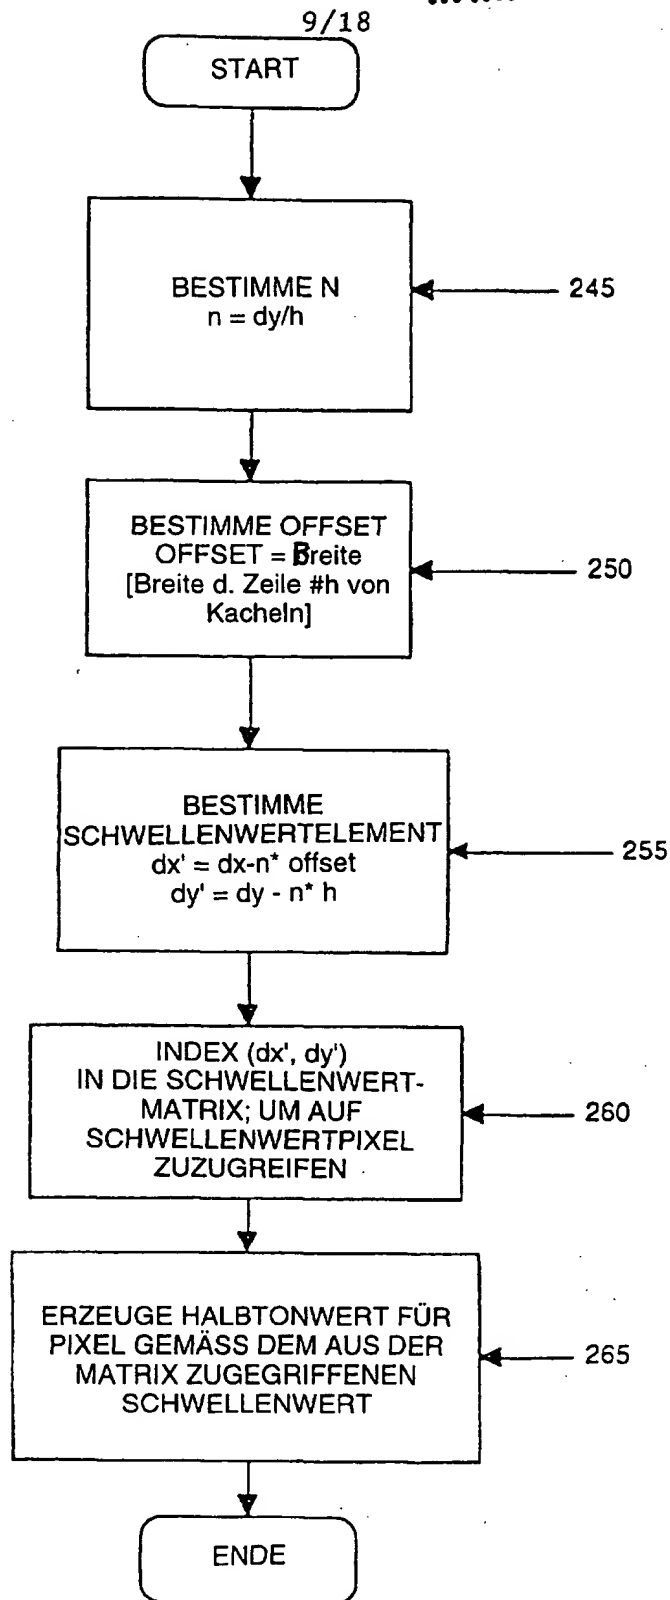 9/18
START
BESTIMME N
n = dy/h
245
BESTIMME OFFSET
OFFSET = Breite
[Breite d. Zeile #h von
Kacheln]
250
BESTIMME
SCHWELLENWERTELEMENT
dx' = dx-n* offset
dy' = dy - n* h
255
INDEX (dx', dy')
IN DIE SCHWELLENWERT-
MATRIX; UM AUF
SCHWELLENWERTPIXEL
ZUZUGREIFEN
260
ERZEUGE HALBTONWERT FÜR
PIXEL GEMÄSS DEM AUS DER
MATRIX ZUGEGRIFFENEN
SCHWELLENWERT
265
ENDE